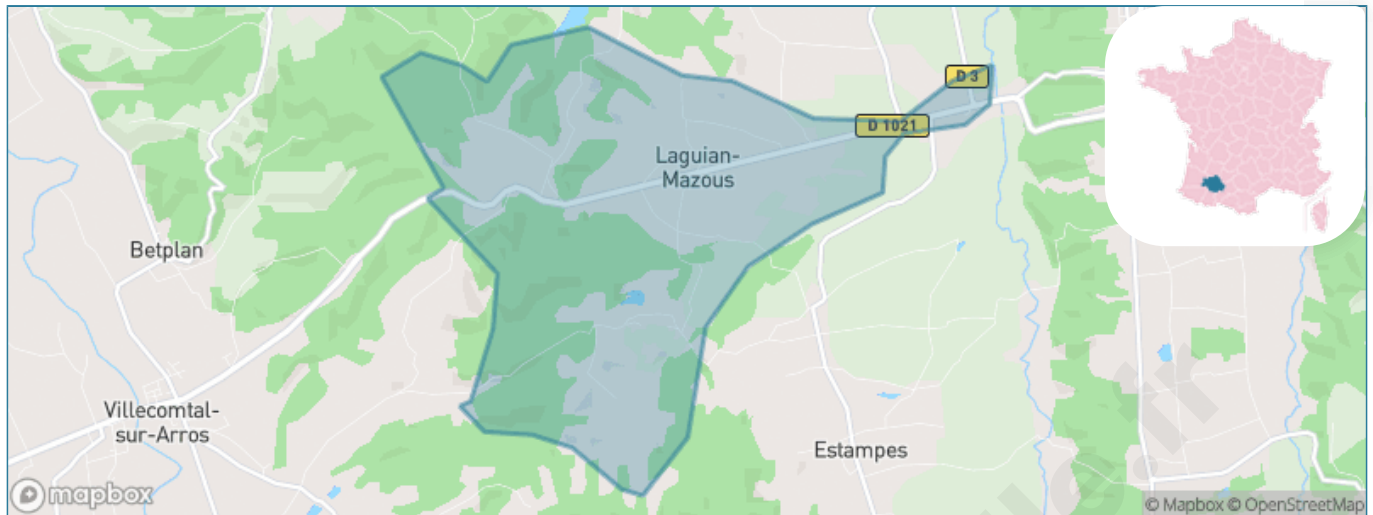 D 3
D 1021
Laguian-
Mazous
Betplan
Villecomtal-
sur-Arros
Estampes
mapbox
© Mapbox © OpenStreetMap